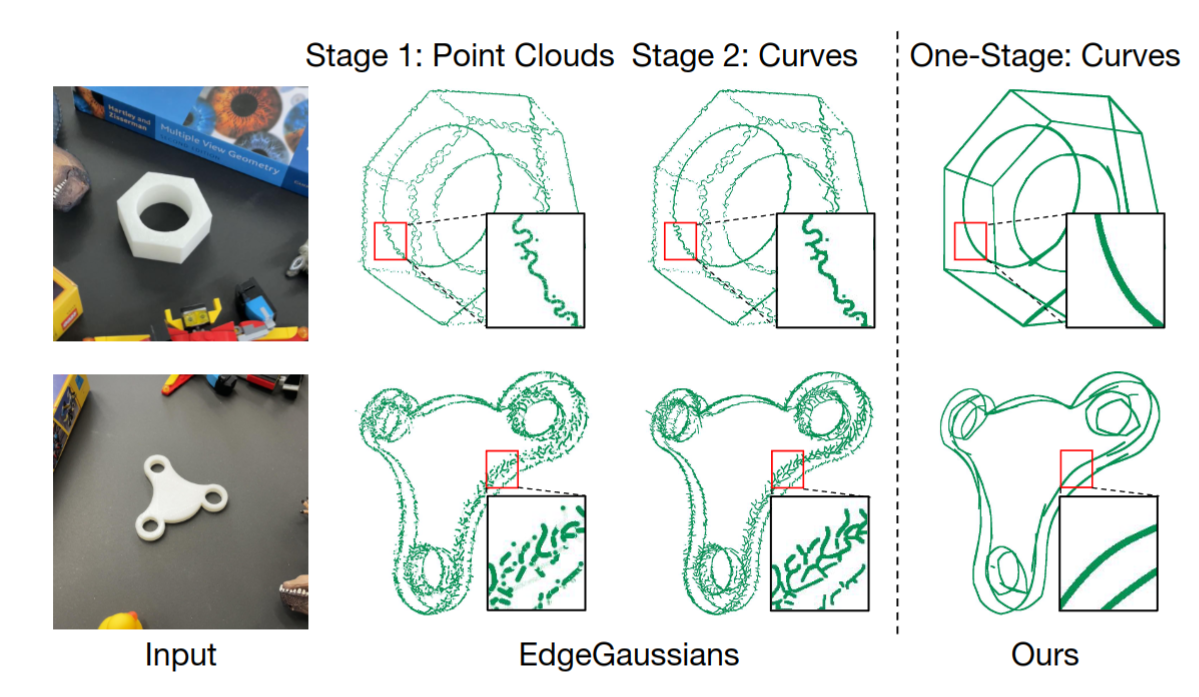 Stage 1: Point Clouds
Stage 2: Curves
One-Stage: Curves
Hartley and
Zisserman
Multiple View Geometry
Input
EdgeGaussians
Ours